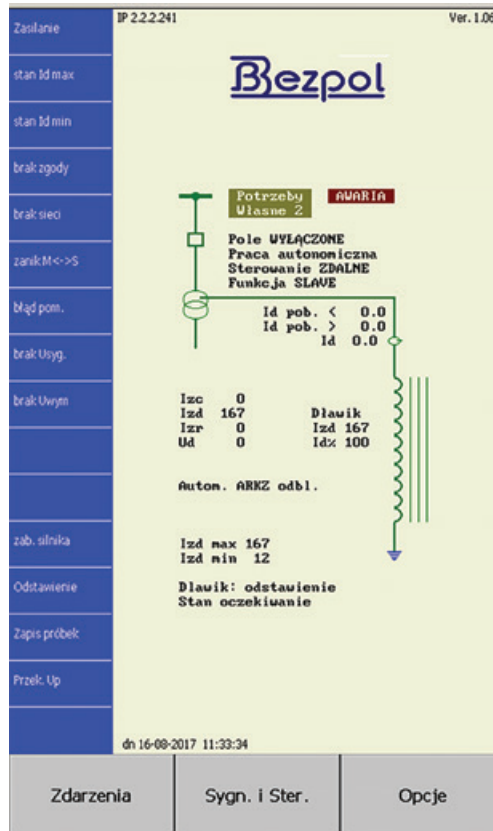 IP 2.2.2.241
Ver. 1.06
Zasilanie
stan Id max
stan Id min
brak zgody
brak sieci
zanik M<->S
błąd pom.
brak Usyg.
brak Uwym
zab. silnika
Odstawienie
Zapis próbek
Przek. Up
Bezpol
Potrzeby
Własne 2
AWARIA
Pole WYŁĄCZONE
Praca autonomiczna
Sterowanie ZDALNE
Funkcja SLAVE
Id pob. < 0.0
Id pob. > 0.0
Id 0.0
Izc 0
Izd 167
Izr 0
Ud 0
Dławik
Izd 167
Id% 100
Autom. ARKZ odbl.
Izd max 167
Izd min 12
Dlawik: odstawienie
Stan oczekiwanie
dn 16-08-2017 11:33:34
Zdarzenia
Sygn. i Ster.
Opcje